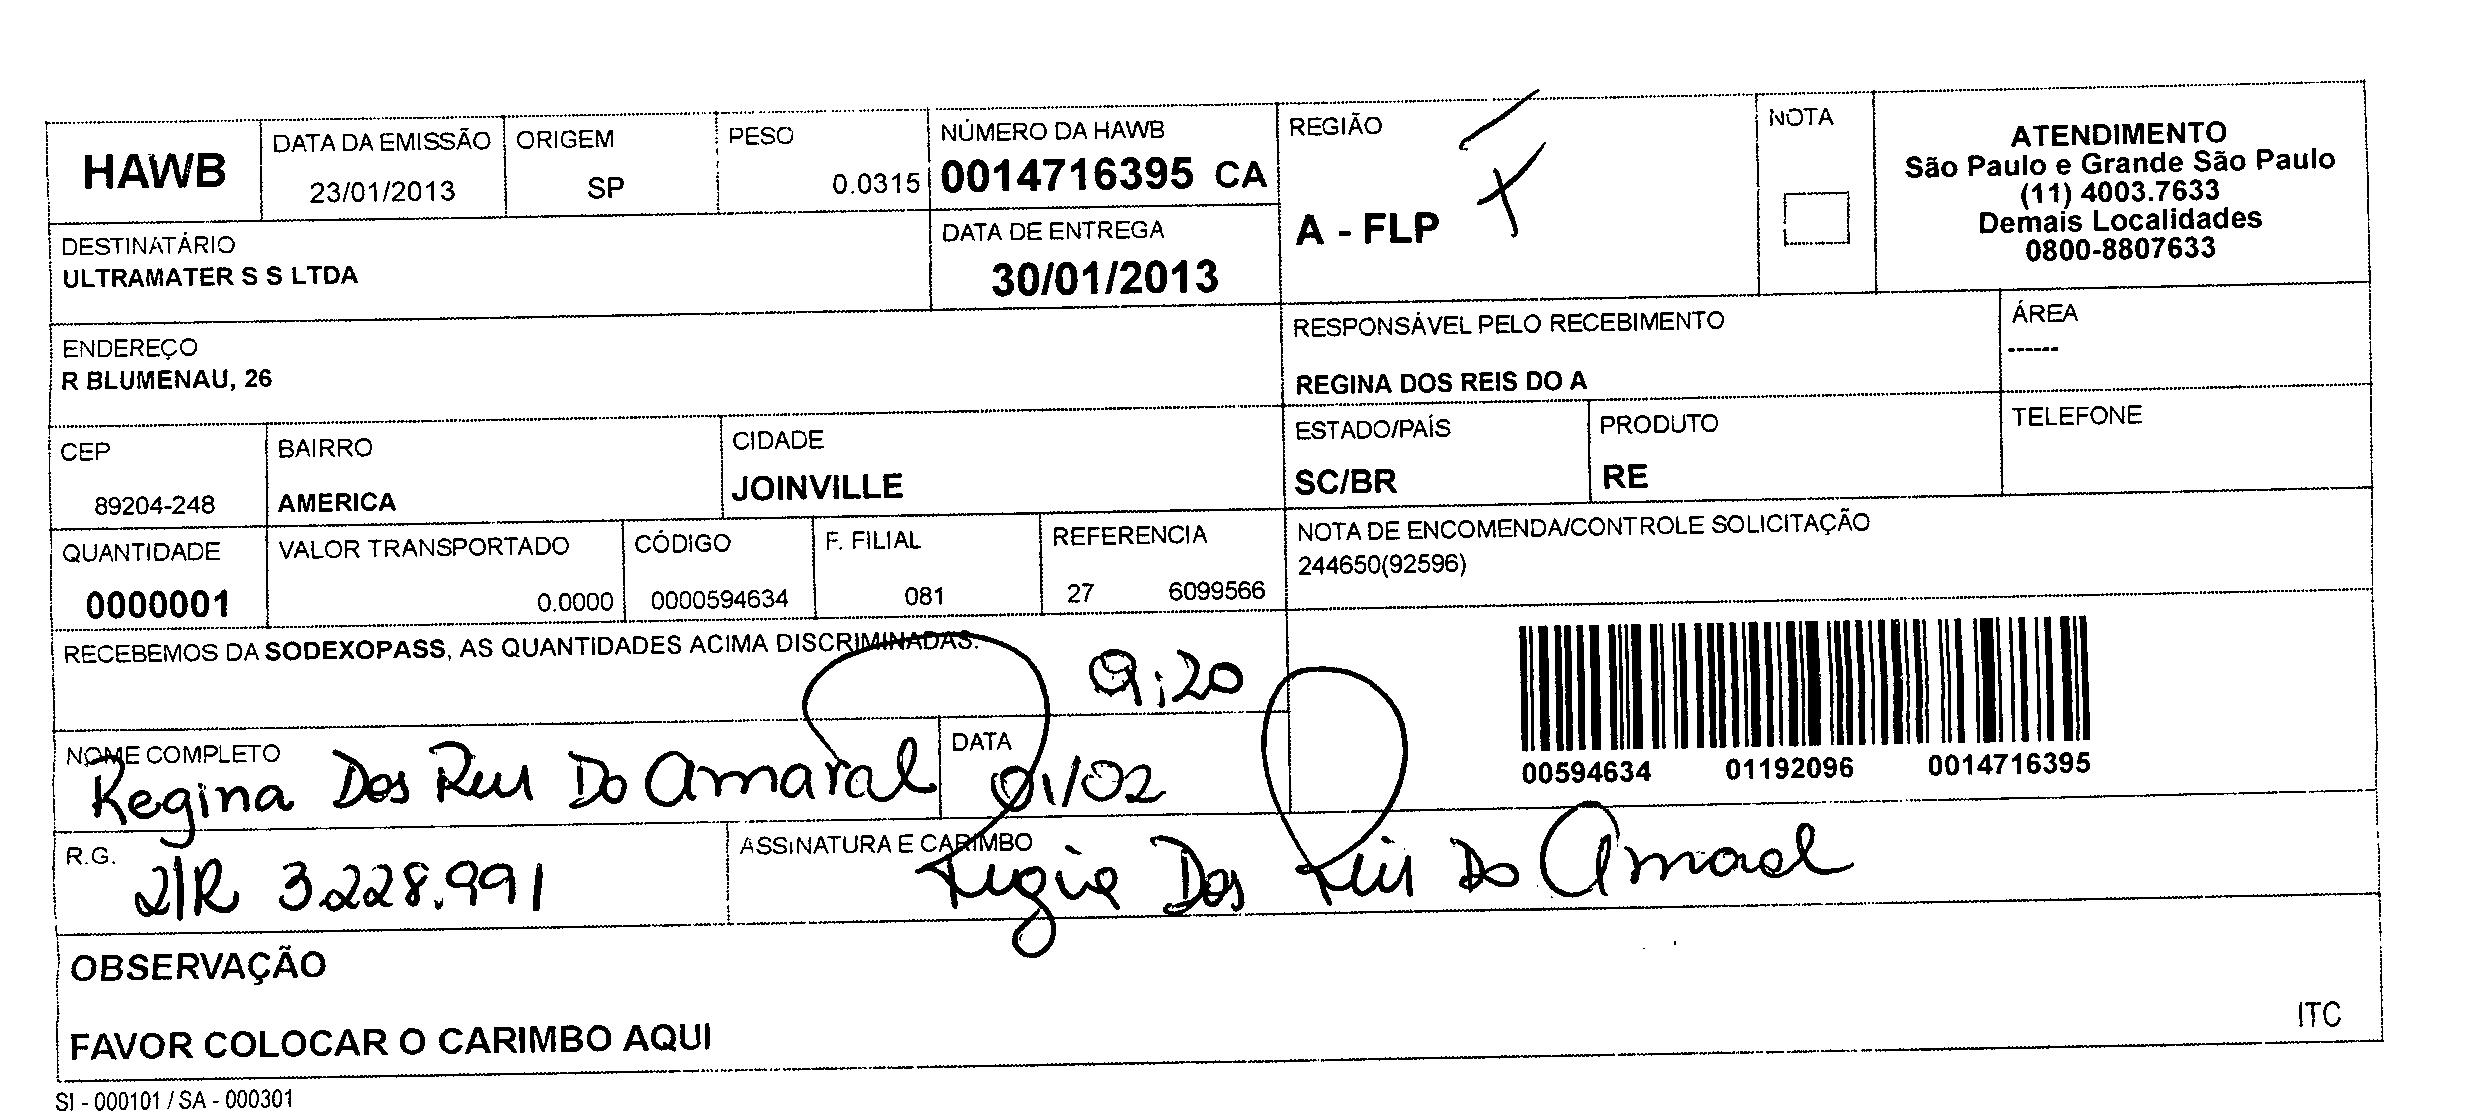 HAWB
DATA DA EMISSÃO
23/01/2013
ORIGEM
SP
PESO
0.0315
NÚMERO DA HAWB
0014716395 CA
REGIÃO
A - FLP
NOTA
ATENDIMENTO
São Paulo e Grande São Paulo
(11) 4003.7633
Demais Localidades
0800-8807633
DESTINATÁRIO
ULTRAMATER S S LTDA
DATA DE ENTREGA
30/01/2013
ENDEREÇO
R BLUMENAU, 26
RESPONSÁVEL PELO RECEBIMENTO
REGINA DOS REIS DO A
ÁREA
------
CEP
89204-248
BAIRRO
AMERICA
CIDADE
JOINVILLE
ESTADO/PAÍS
SC/BR
PRODUTO
RE
TELEFONE
QUANTIDADE
0000001
VALOR TRANSPORTADO
0.0000
CÓDIGO
0000594634
F. FILIAL
081
REFERENCIA
27 6099566
NOTA DE ENCOMENDA/CONTROLE SOLICITAÇÃO
244650(92596)
RECEBEMOS DA SODEXOPASS, AS QUANTIDADES ACIMA DISCRIMINADAS.
9:20
00594634 01192096 0014716395
NOME COMPLETO
Regina Dos Reis Do Amaral
DATA
01/02
R.G.
2/R 3.228.991
ASSINATURA E CARIMBO
Dos Reis Do Amaral
OBSERVAÇÃO
FAVOR COLOCAR O CARIMBO AQUI
ITC
SI - 000101 / SA - 000301